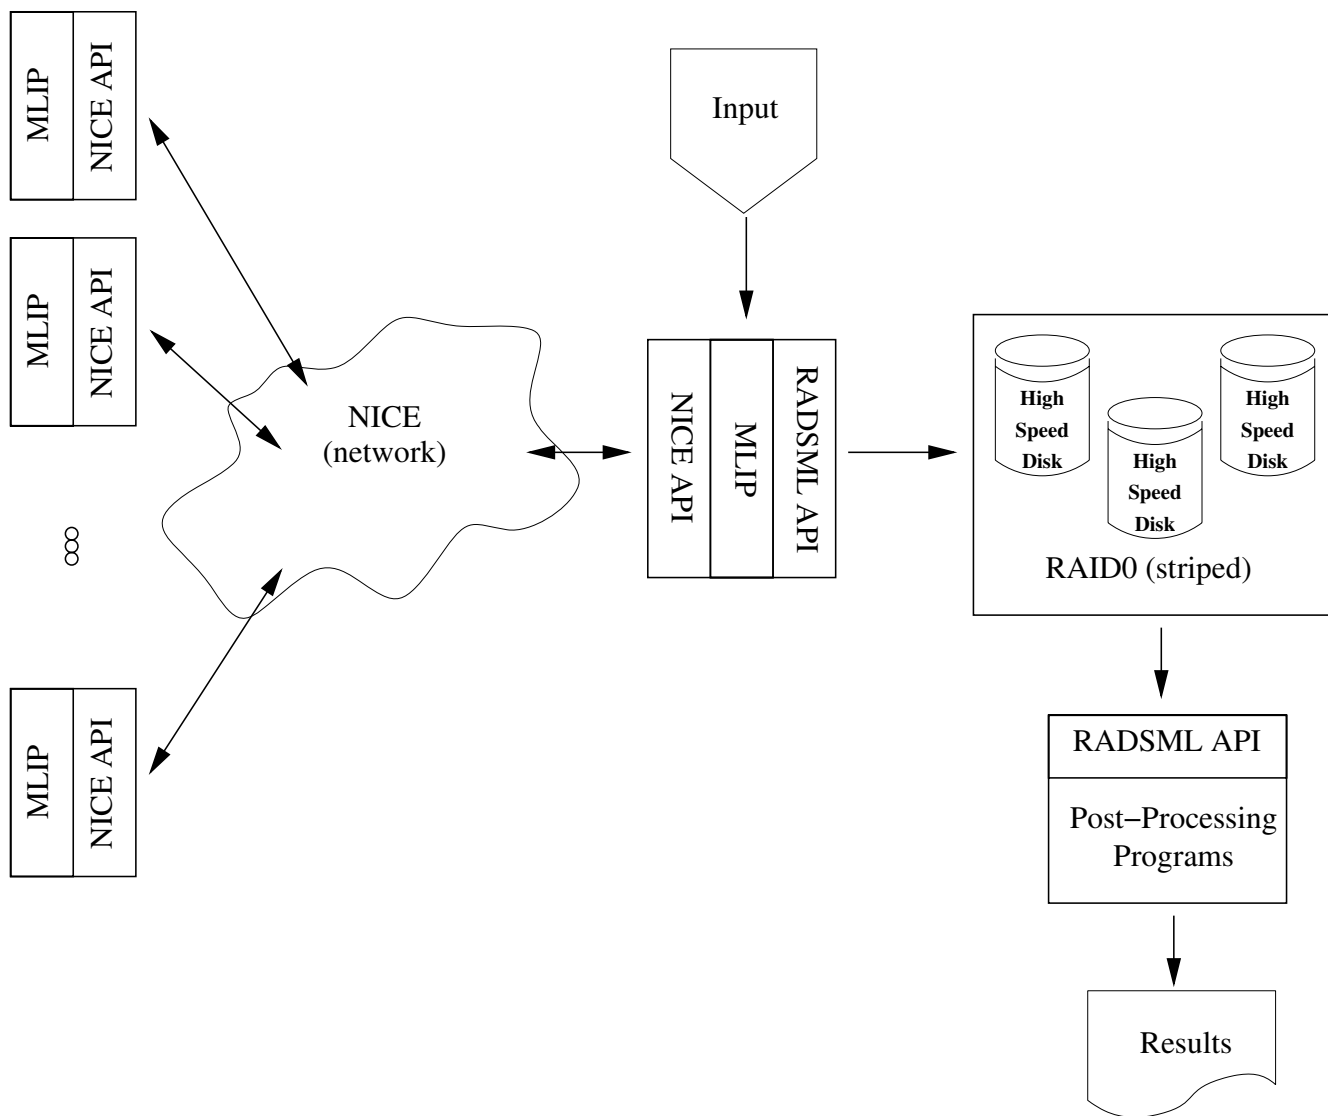 MLIP
NICE API
MLIP
NICE API
MLIP
NICE API
NICE
(network)
Input
NICE API
MLIP
RADSML API
High
Speed
Disk
High
Speed
Disk
High
Speed
Disk
RAID0 (striped)
RADSML API
Post−Processing
Programs
Results